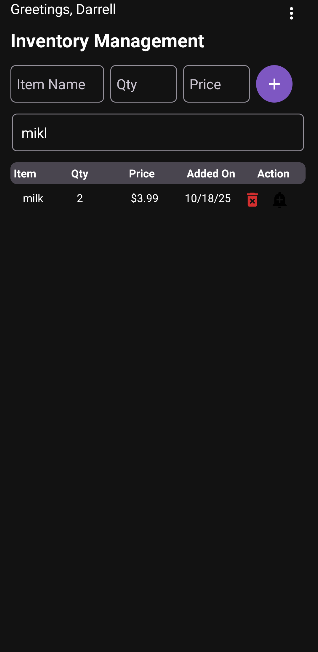 Greetings, Darrell
Inventory Management
Item Name Qty Price +
mikl
Item Qty Price Added On Action
milk 2 $3.99 10/18/25